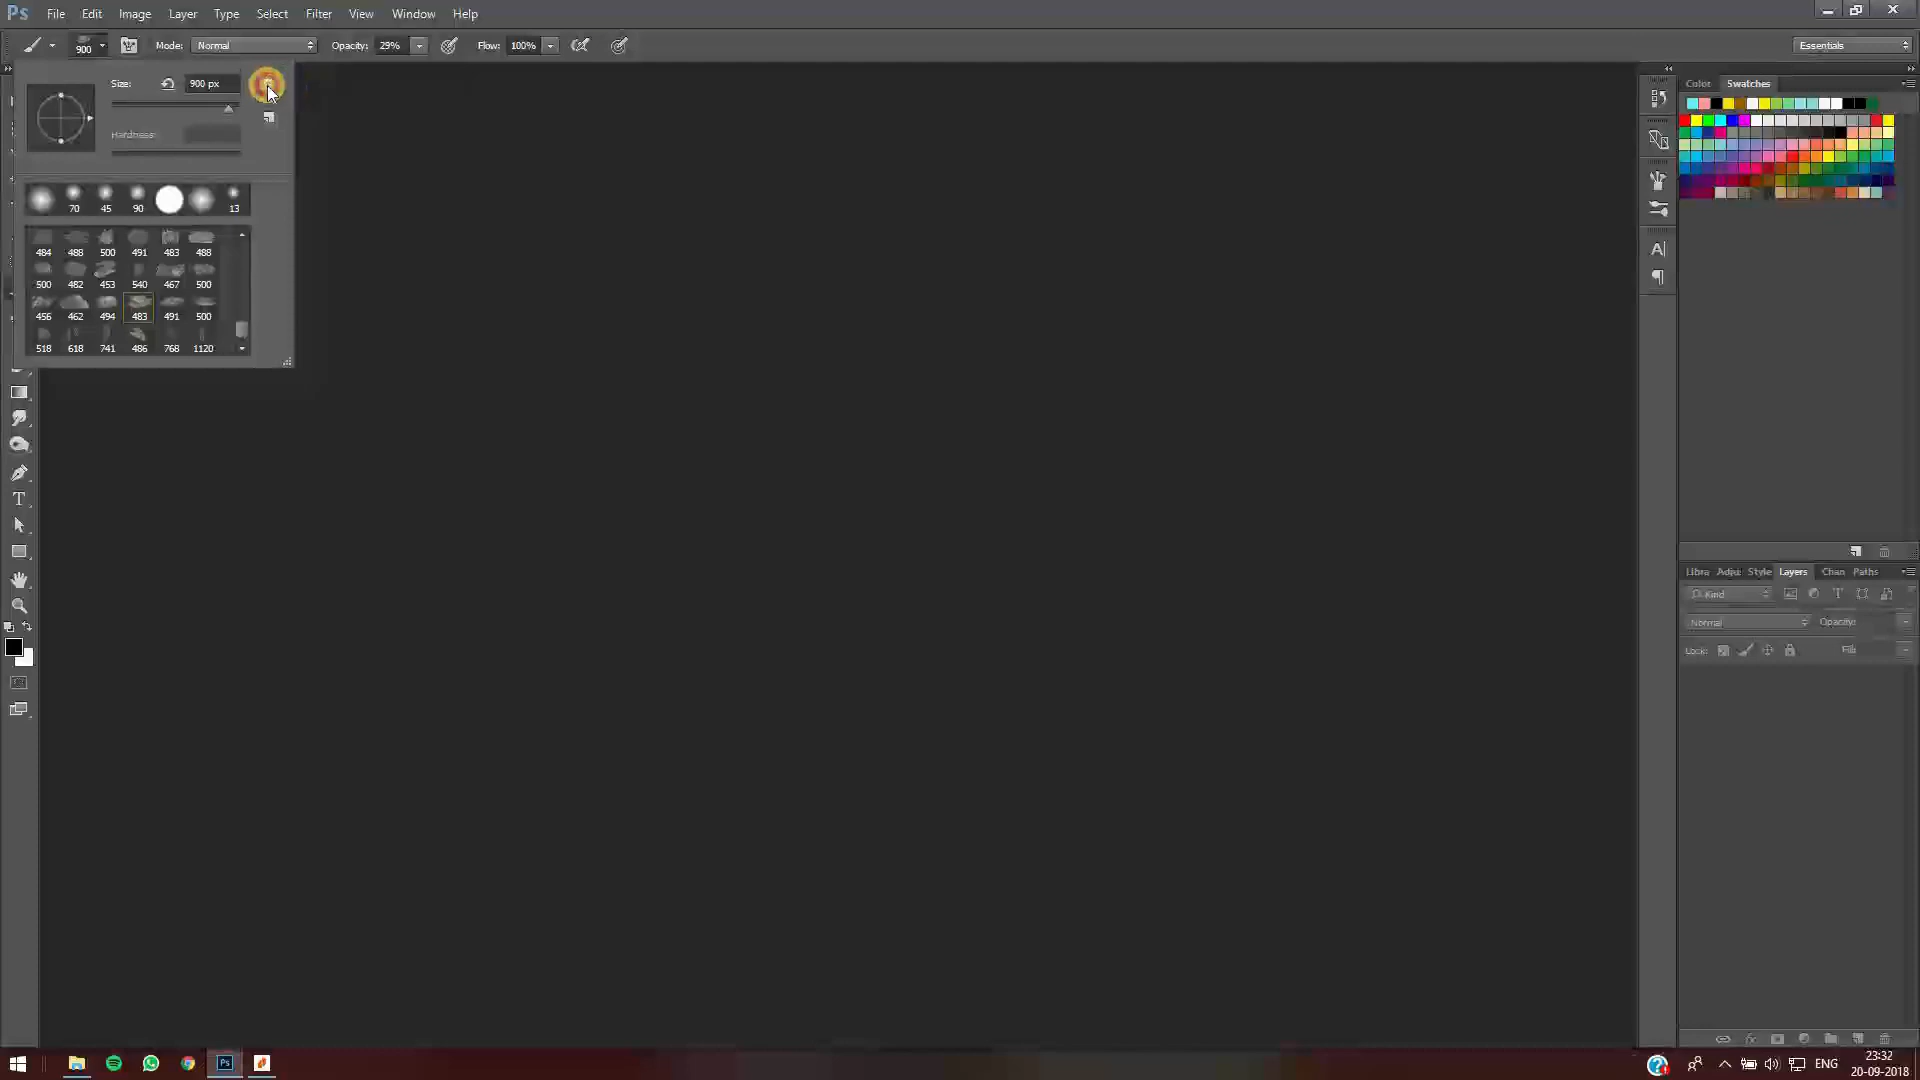 Ps File Edit Image Layer Type Select Filter 3D View Window Help
900 Mode: Normal Opacity: 29% Flow: 100% Essentials
Size: 900 px
Hardness:
70 45 90 13
484 488 500 491 483 488
500 482 453 540 467 500
456 462 494 483 491 500
518 618 741 486 768 1120
Color Swatches
Libra Adju Style Layers Chan Paths
Kind
Normal Opacity:
Lock: Fill:
Ps
ENG
23:32
20-09-2018